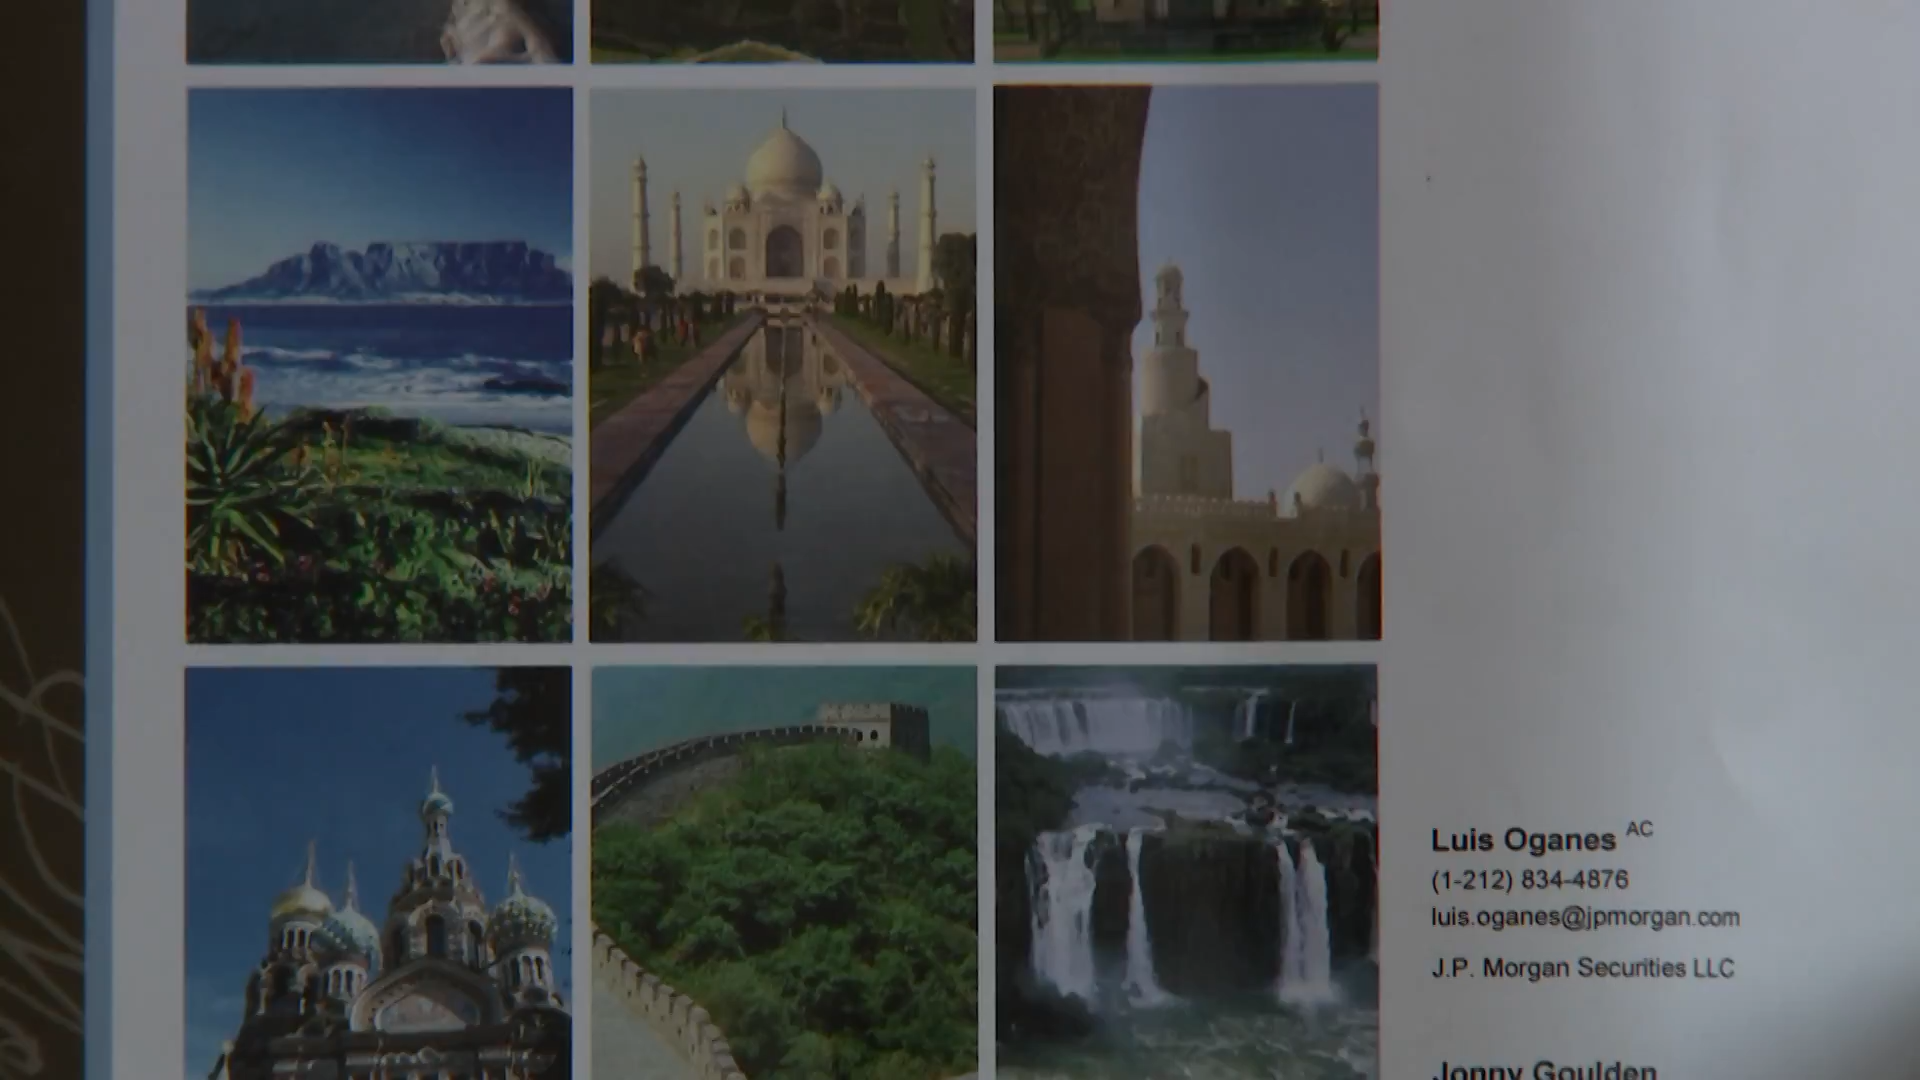 Luis Oganes AC
(1-212) 834-4876
luis.oganes@jpmorgan.com
J.P. Morgan Securities LLC
Jonny Goulden